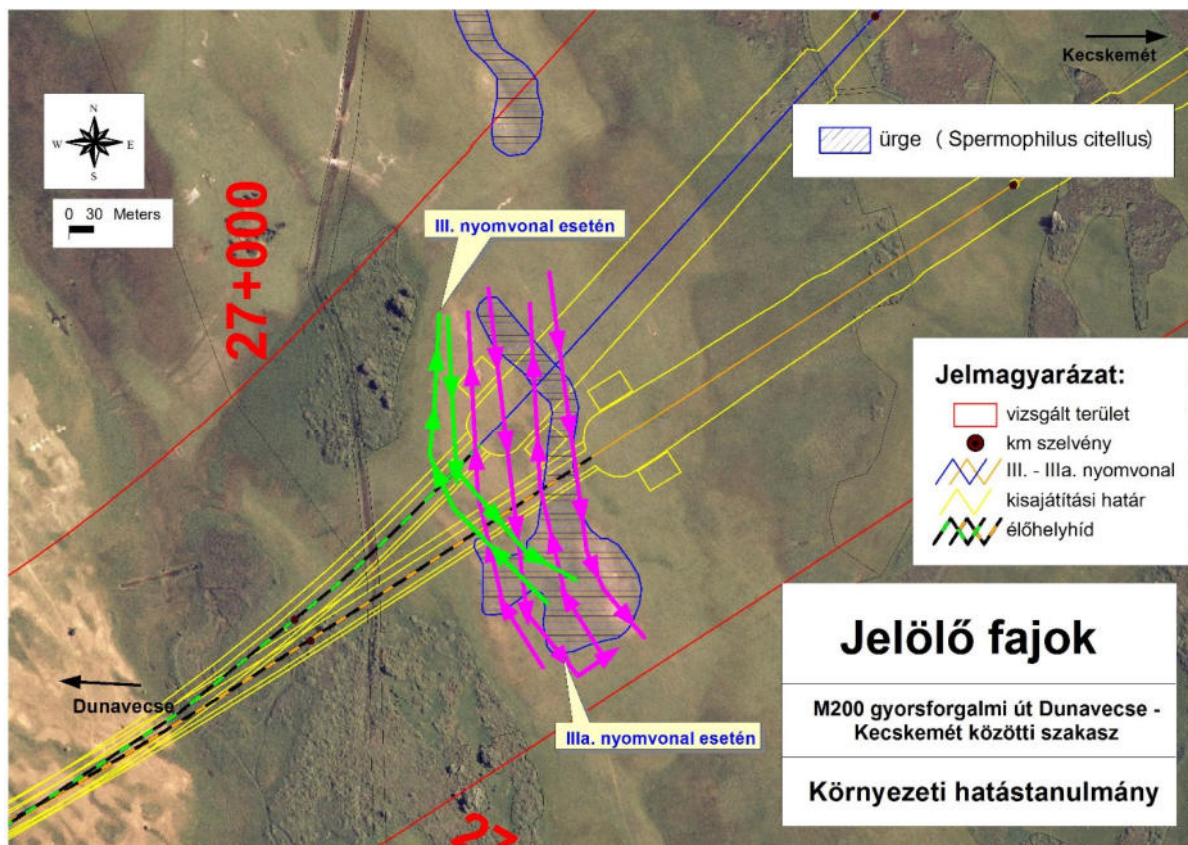 Kecskemét
N
W E
S
ürge ( Spermophilus citellus)
0 30 Meters
27+000
III. nyomvonal esetén
Jelmagyarázat:
vizsgált terület
km szelvény
III. - IIIa. nyomvonal
kisajátítási határ
élőhelyhíd
Dunavecse
IIIa. nyomvonal esetén
Jelölő fajok
M200 gyorsforgalmi út Dunavecse -
Kecskemét közötti szakasz
Környezeti hatástanulmány
27